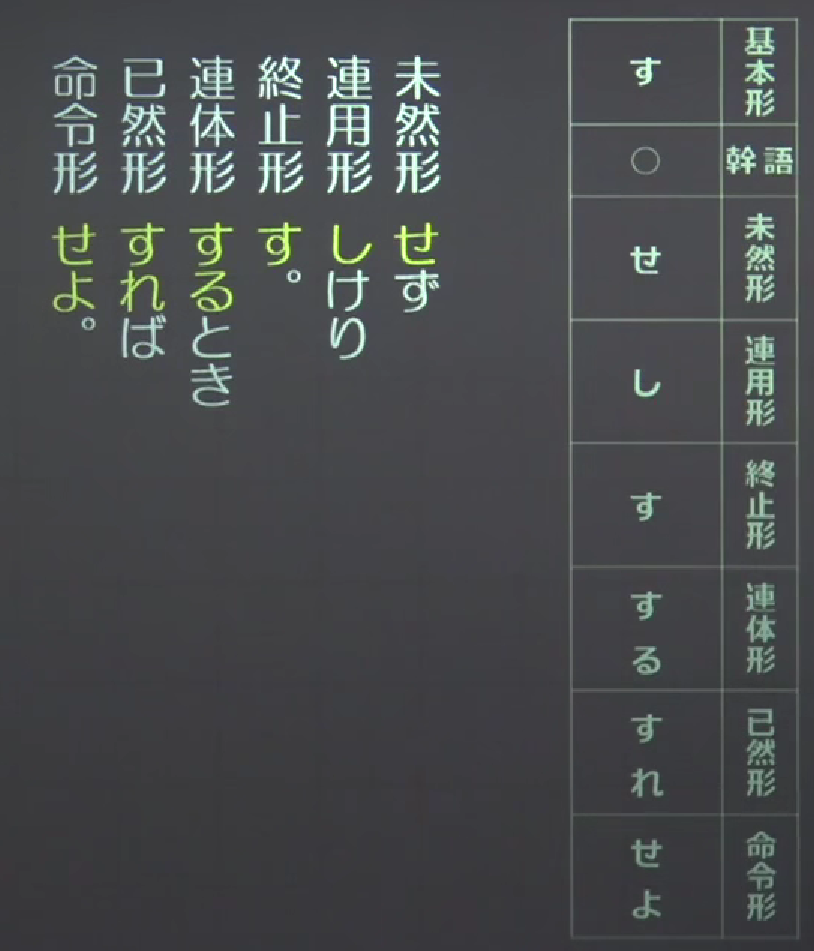 基本形 す
語幹 ○
未然形 せ
連用形 し
終止形 す
連体形 する
已然形 すれ
命令形 せよ
未然形 せず
連用形 しけり
終止形 す。
連体形 するとき
已然形 すれば
命令形 せよ。